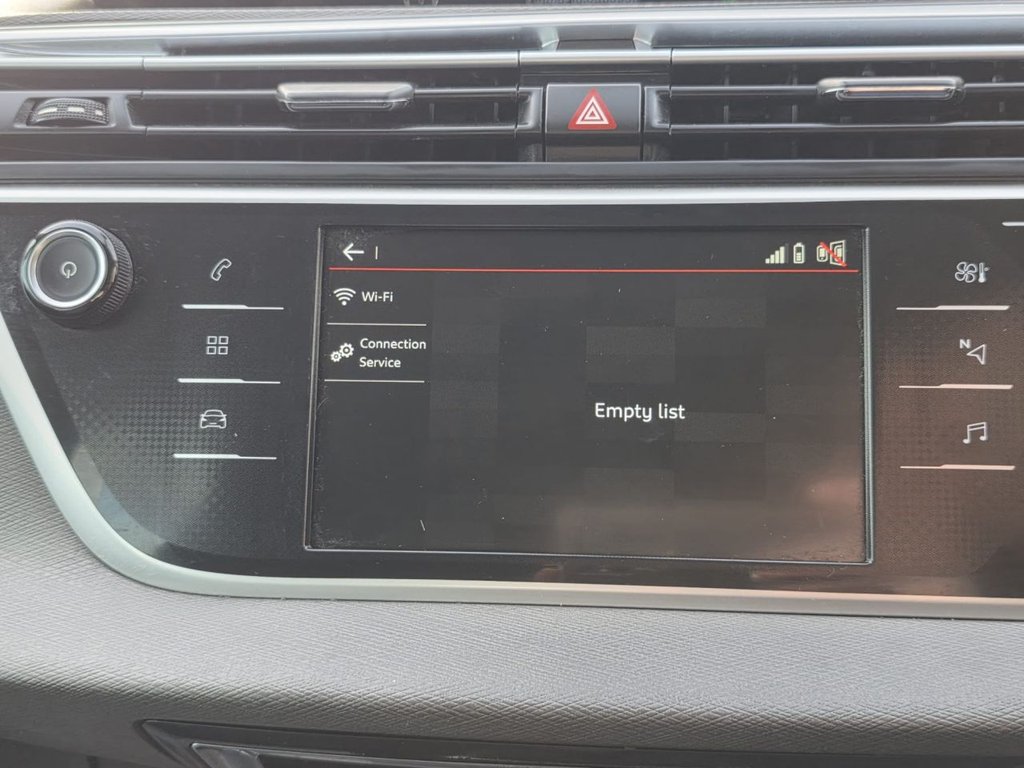 Wi-Fi
Connection
Service
Empty list
N